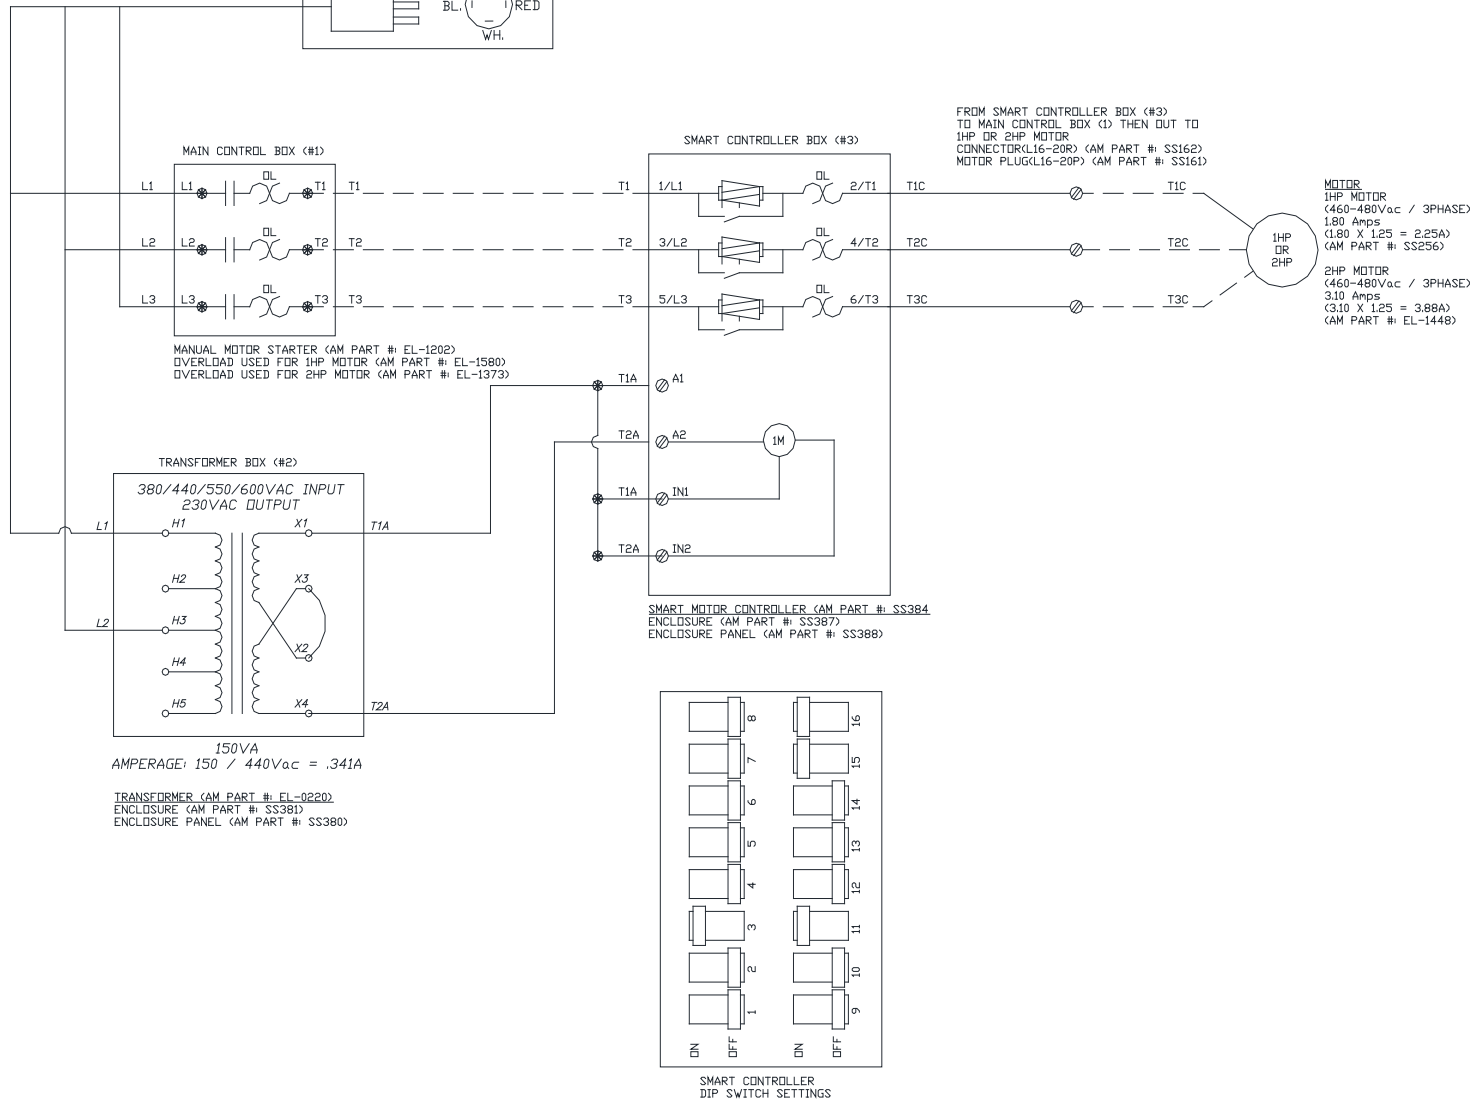 BL. RED
WH.
FROM SMART CONTROLLER BOX (#3)
TO MAIN CONTROL BOX (1) THEN OUT TO
1HP OR 2HP MOTOR
CONNECTOR(L16-20R) (AM PART #: SS162)
MOTOR PLUG(L16-20P) (AM PART #: SS161)
MAIN CONTROL BOX (#1)
SMART CONTROLLER BOX (#3)
L1 L1 OL T1 T1 T1 1/L1 OL 2/T1 T1C T1C
L2 L2 OL T2 T2 T2 3/L2 OL 4/T2 T2C T2C
L3 L3 OL T3 T3 T3 5/L3 OL 6/T3 T3C T3C
1HP
OR
2HP
MOTOR
1HP MOTOR
(460-480Vac / 3PHASE)
1.80 Amps
(1.80 X 1.25 = 2.25A)
(AM PART #: SS256)
2HP MOTOR
(460-480Vac / 3PHASE)
3.10 Amps
(3.10 X 1.25 = 3.88A)
(AM PART #: EL-1448)
MANUAL MOTOR STARTER (AM PART #: EL-1202)
OVERLOAD USED FOR 1HP MOTOR (AM PART #: EL-1580)
OVERLOAD USED FOR 2HP MOTOR (AM PART #: EL-1373)
T1A A1
T2A A2 1M
T1A IN1
T2A IN2
TRANSFORMER BOX (#2)
380/440/550/600VAC INPUT
230VAC OUTPUT
L1 H1 X1 T1A
H2 X3
L2 H3
H4 X2
H5 X4 T2A
150VA
AMPERAGE: 150 / 440Vac = .341A
TRANSFORMER (AM PART #: EL-0220)
ENCLOSURE (AM PART #: SS381)
ENCLOSURE PANEL (AM PART #: SS380)
SMART MOTOR CONTROLLER (AM PART #: SS384
ENCLOSURE (AM PART #: SS387)
ENCLOSURE PANEL (AM PART #: SS388)
8 16
7 15
6 14
5 13
4 12
3 11
2 10
1 9
ON OFF ON OFF
SMART CONTROLLER
DIP SWITCH SETTINGS